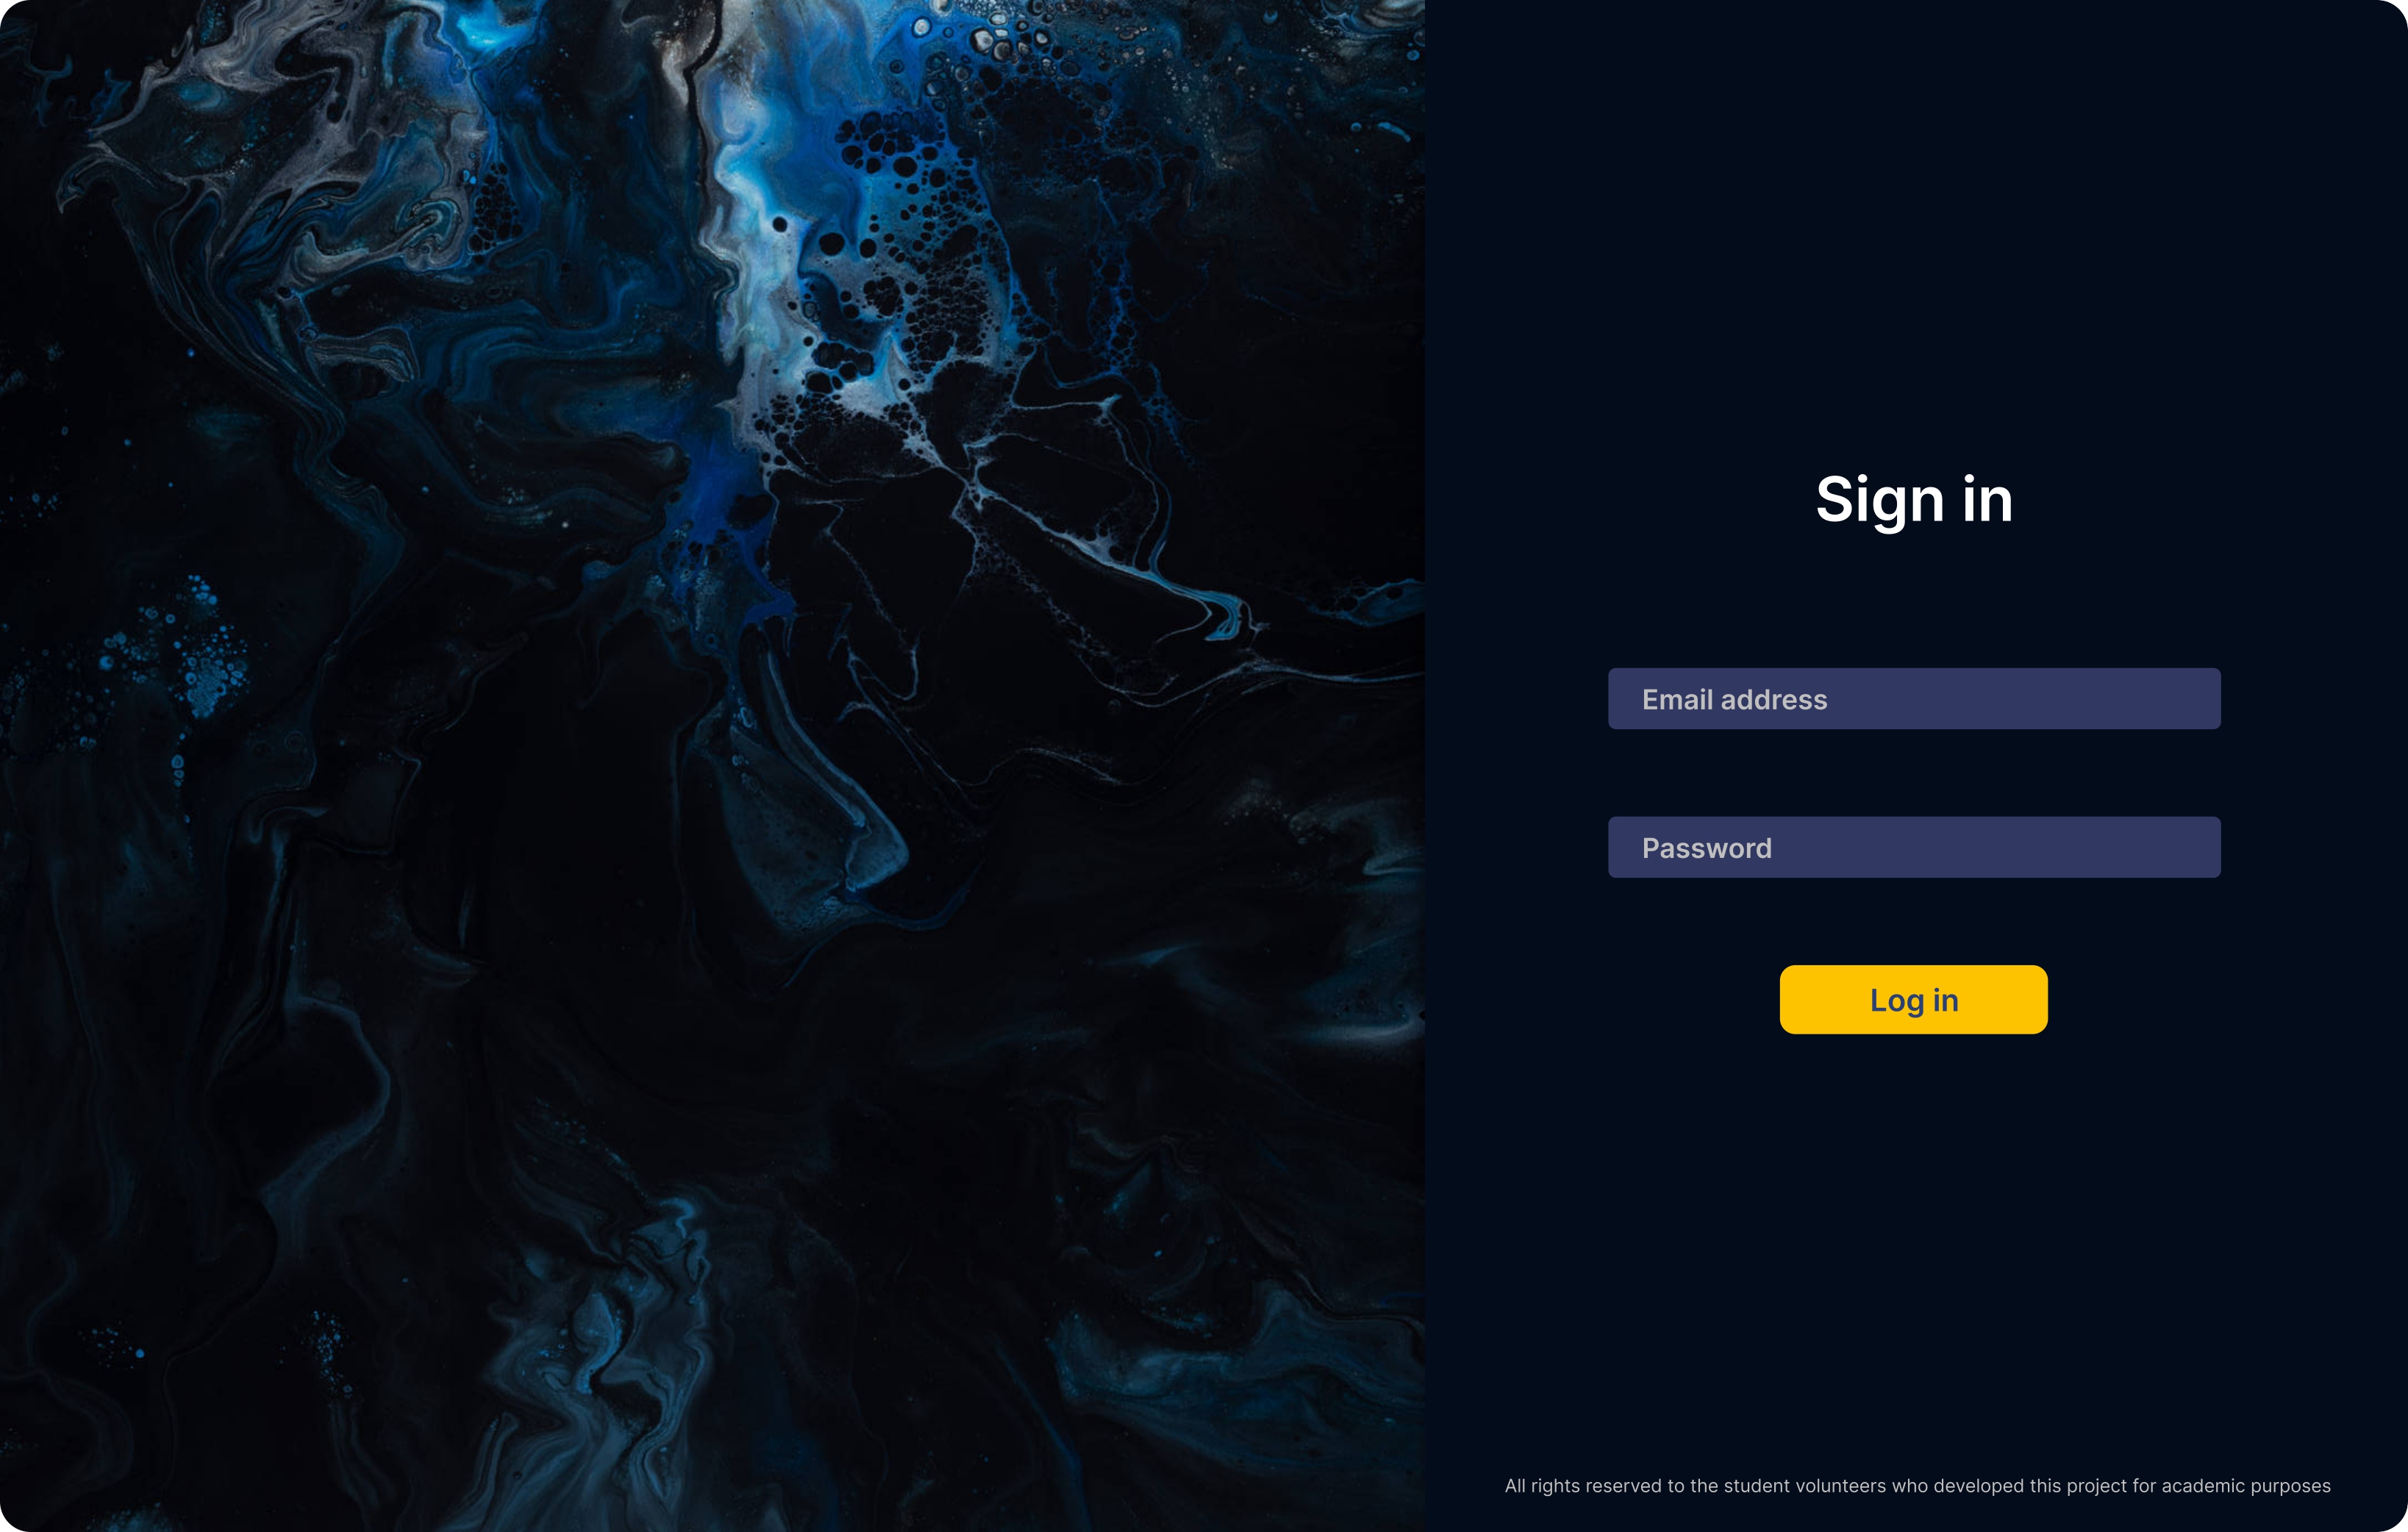 Sign in
Email address
Password
Log in
All rights reserved to the student volunteers who developed this project for academic purposes